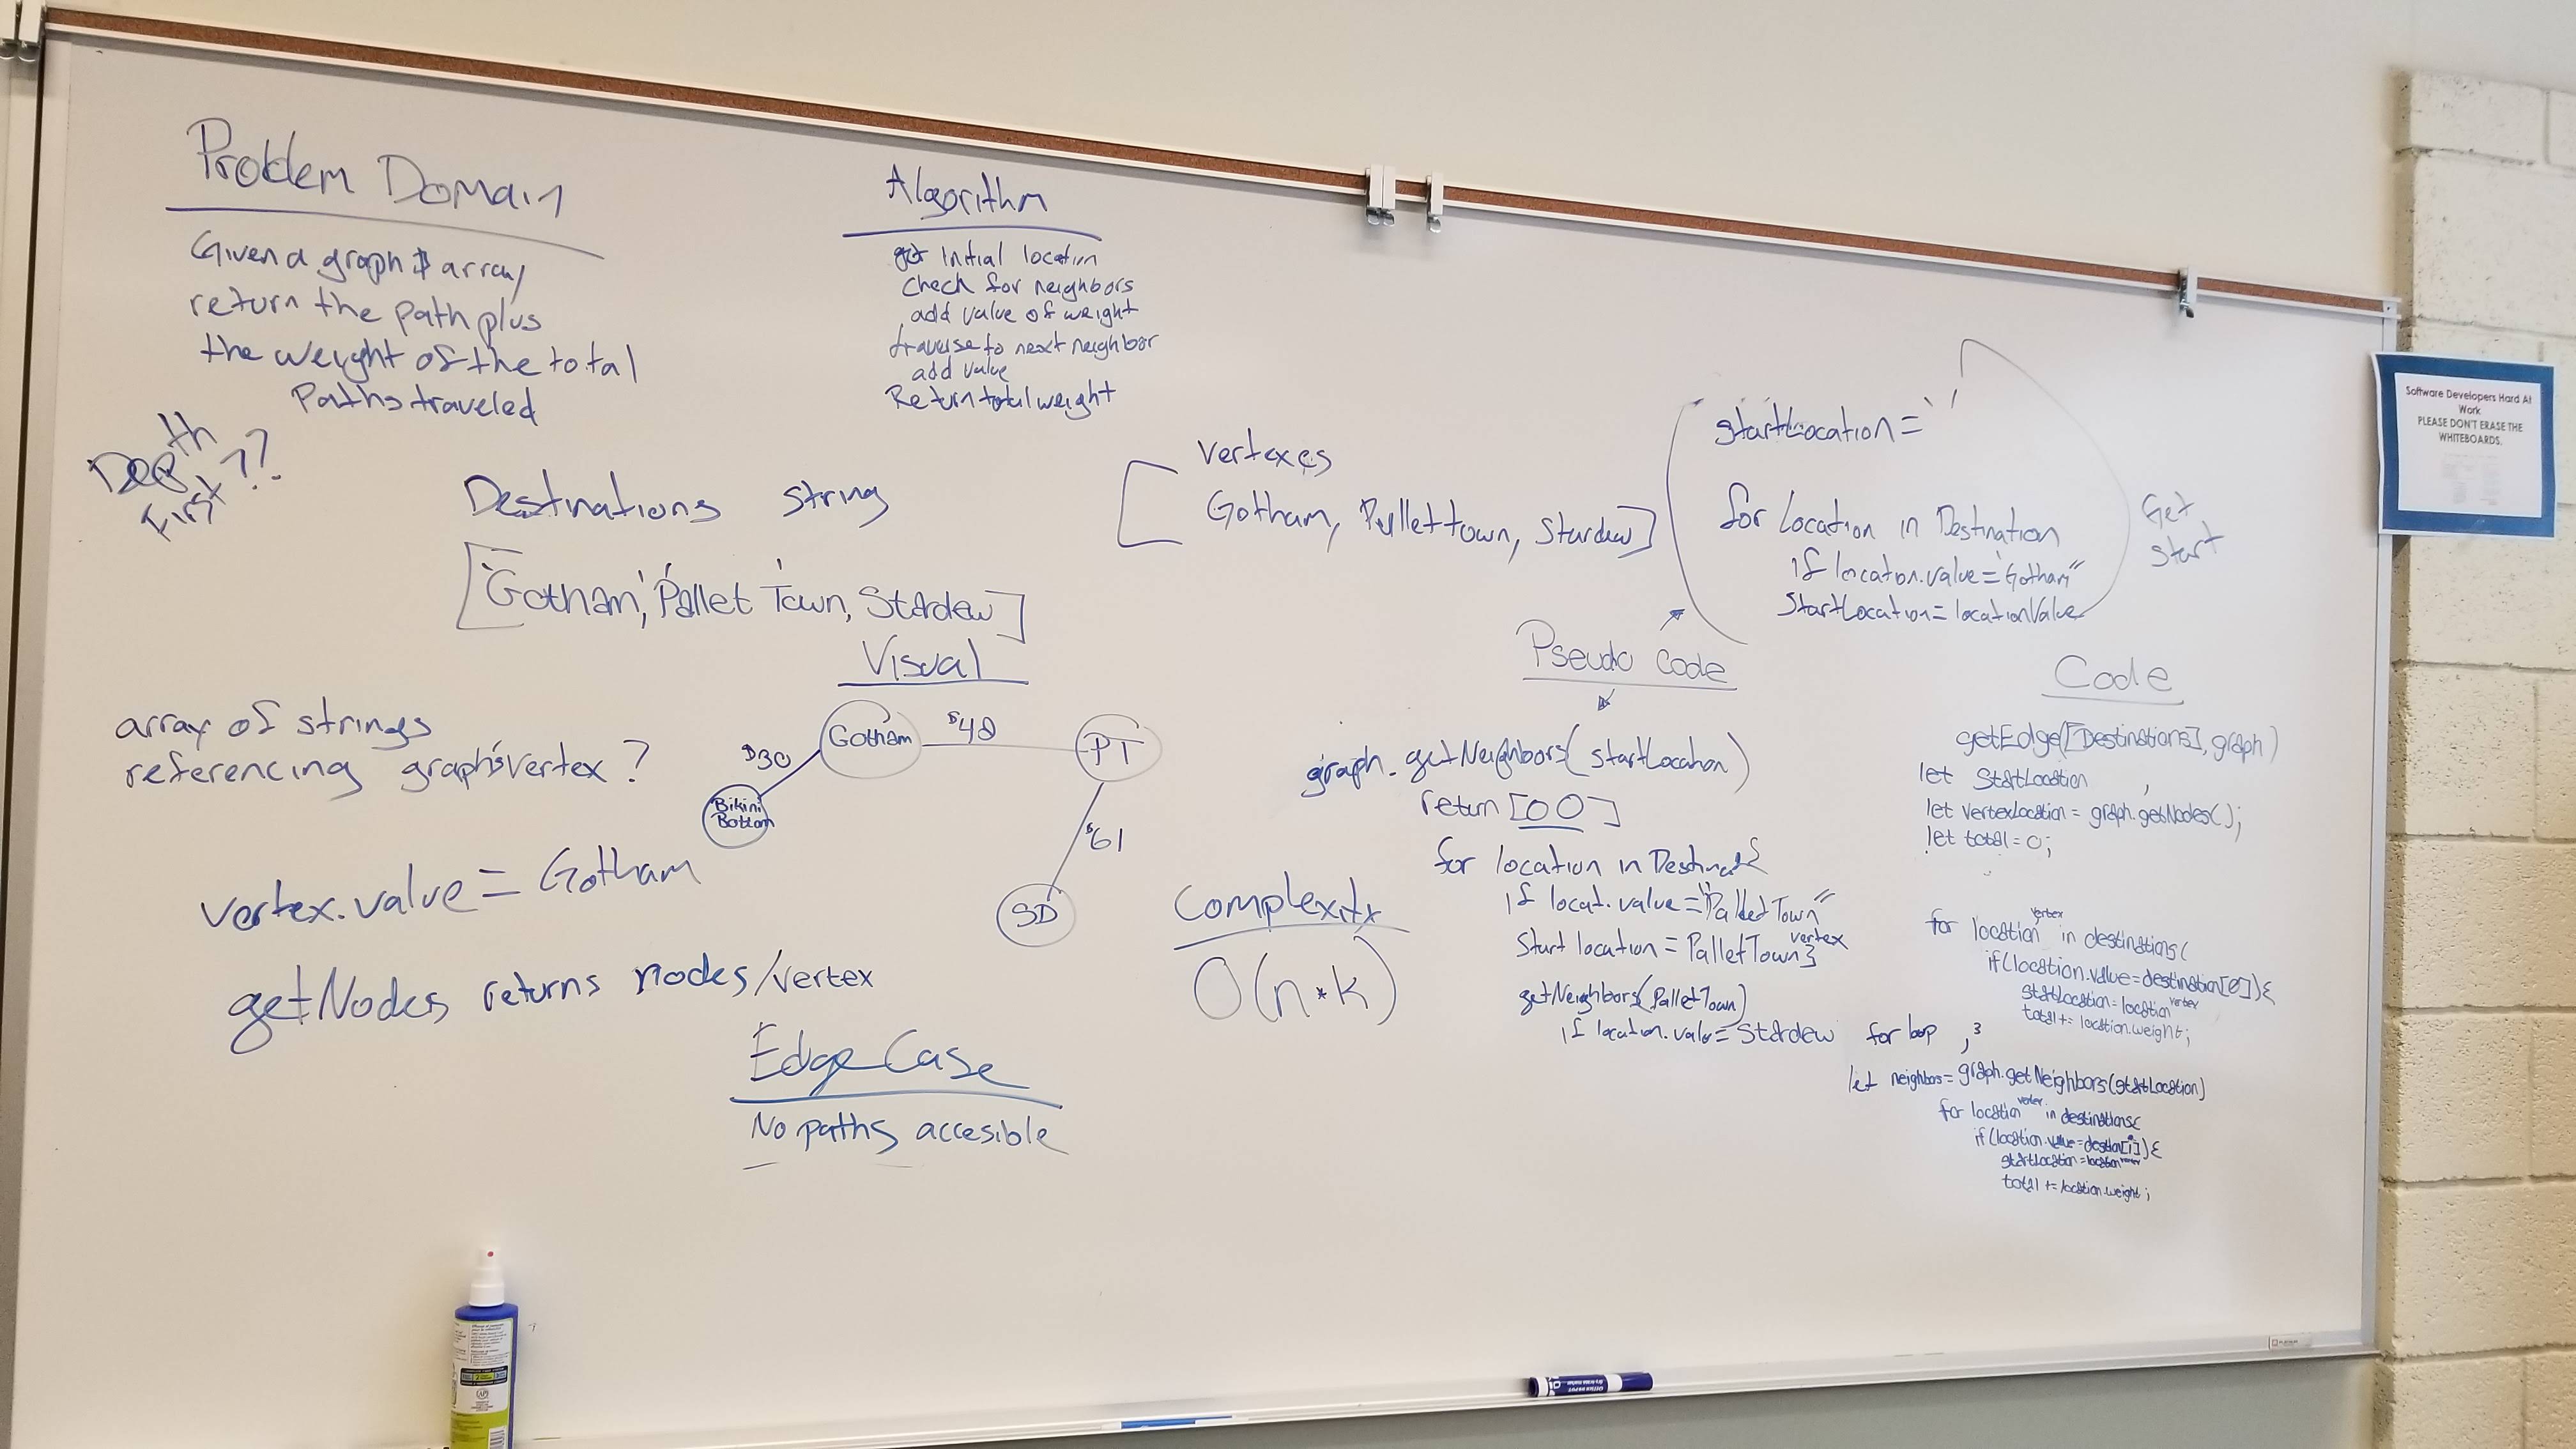 Problem Domain
Given a graph & array
return the path plus
the weight of the total
Paths traveled
Depth
First??
Algorithm
get initial location
check for neighbors
add value of weight
traverse to next neighbor
add value
Return total weight
Destinations string
['Gotham', 'Pallet Town, Stardew]
Vertexes
[Gotham, Pallettown, Stardew]
startLocation = ' '
for Location in Destination
if location.value = "Gotham"
StartLocation = locationValue
Get
start
Software Developers Hard At
Work
PLEASE DON'T ERASE THE
WHITEBOARDS.
array of strings
referencing graph's vertex?
vertex.value = Gotham
getNodes returns nodes/vertex
Visual
Gotham
$48
PT
$30
Bikini
Bottom
$61
SD
Edge Case
No paths accesible
Complexity
O(n*k)
Pseudo code
graph.getNeighbors(startLocation)
return [OO]
for location in Destinat{
if locat.value = "Pallet Town"
Start location = PalletTown vertex }
getNeighbors(PalletTown)
if location.value = Stardew for loop
Code
getEdge([Destinations], graph)
let StartLocation ,
let vertexLocation = graph.getNodes();
let total = 0;
for location vertex in destinations(
if(location.value = destination[0]){
startLocation = location vertex
total += location.weight;
}
let neighbors = graph.getNeighbors(startLocation)
for location vertex in destinations{
if(location.value = destion[i]){
startLocation = location vertex
total += location.weight;